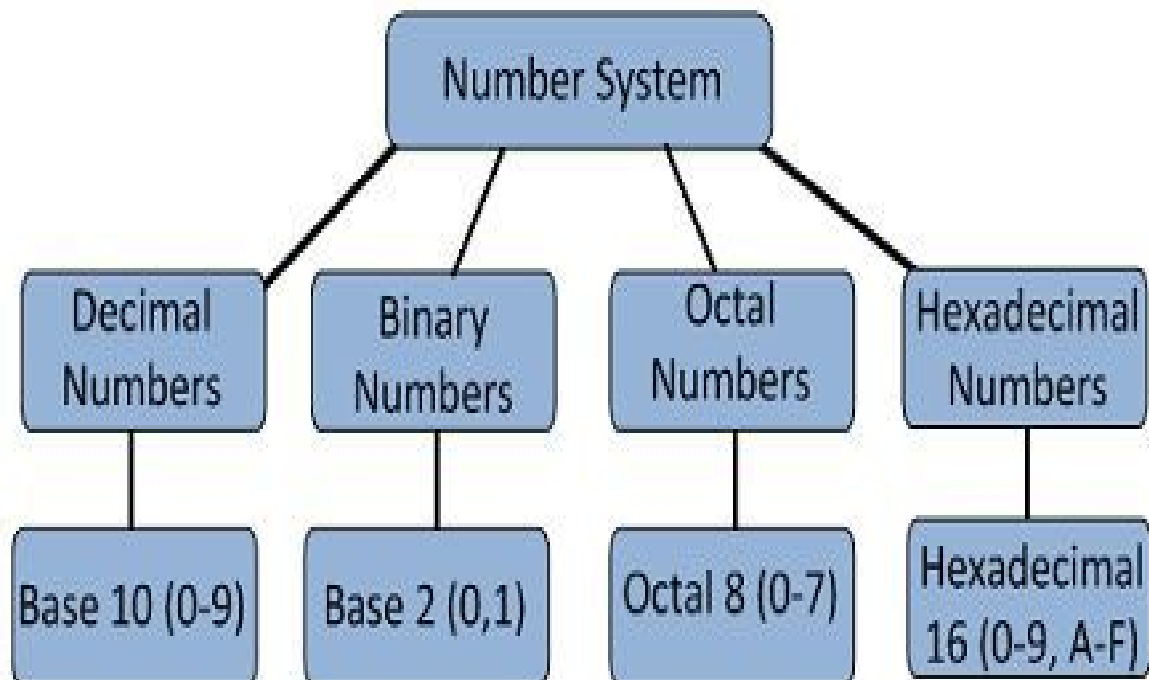 Number System
Decimal
Numbers
Binary
Numbers
Octal
Numbers
Hexadecimal
Numbers
Base 10 (0-9)
Base 2 (0,1)
Octal 8 (0-7)
Hexadecimal
16 (0-9, A-F)